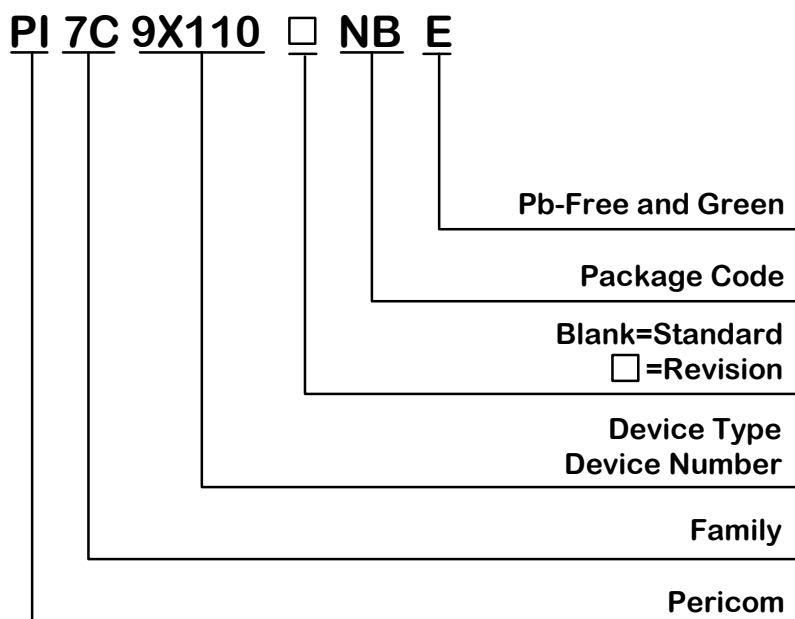 PI 7C 9X110 □ NB E
Pb-Free and Green
Package Code
Blank=Standard
□=Revision
Device Type
Device Number
Family
Pericom